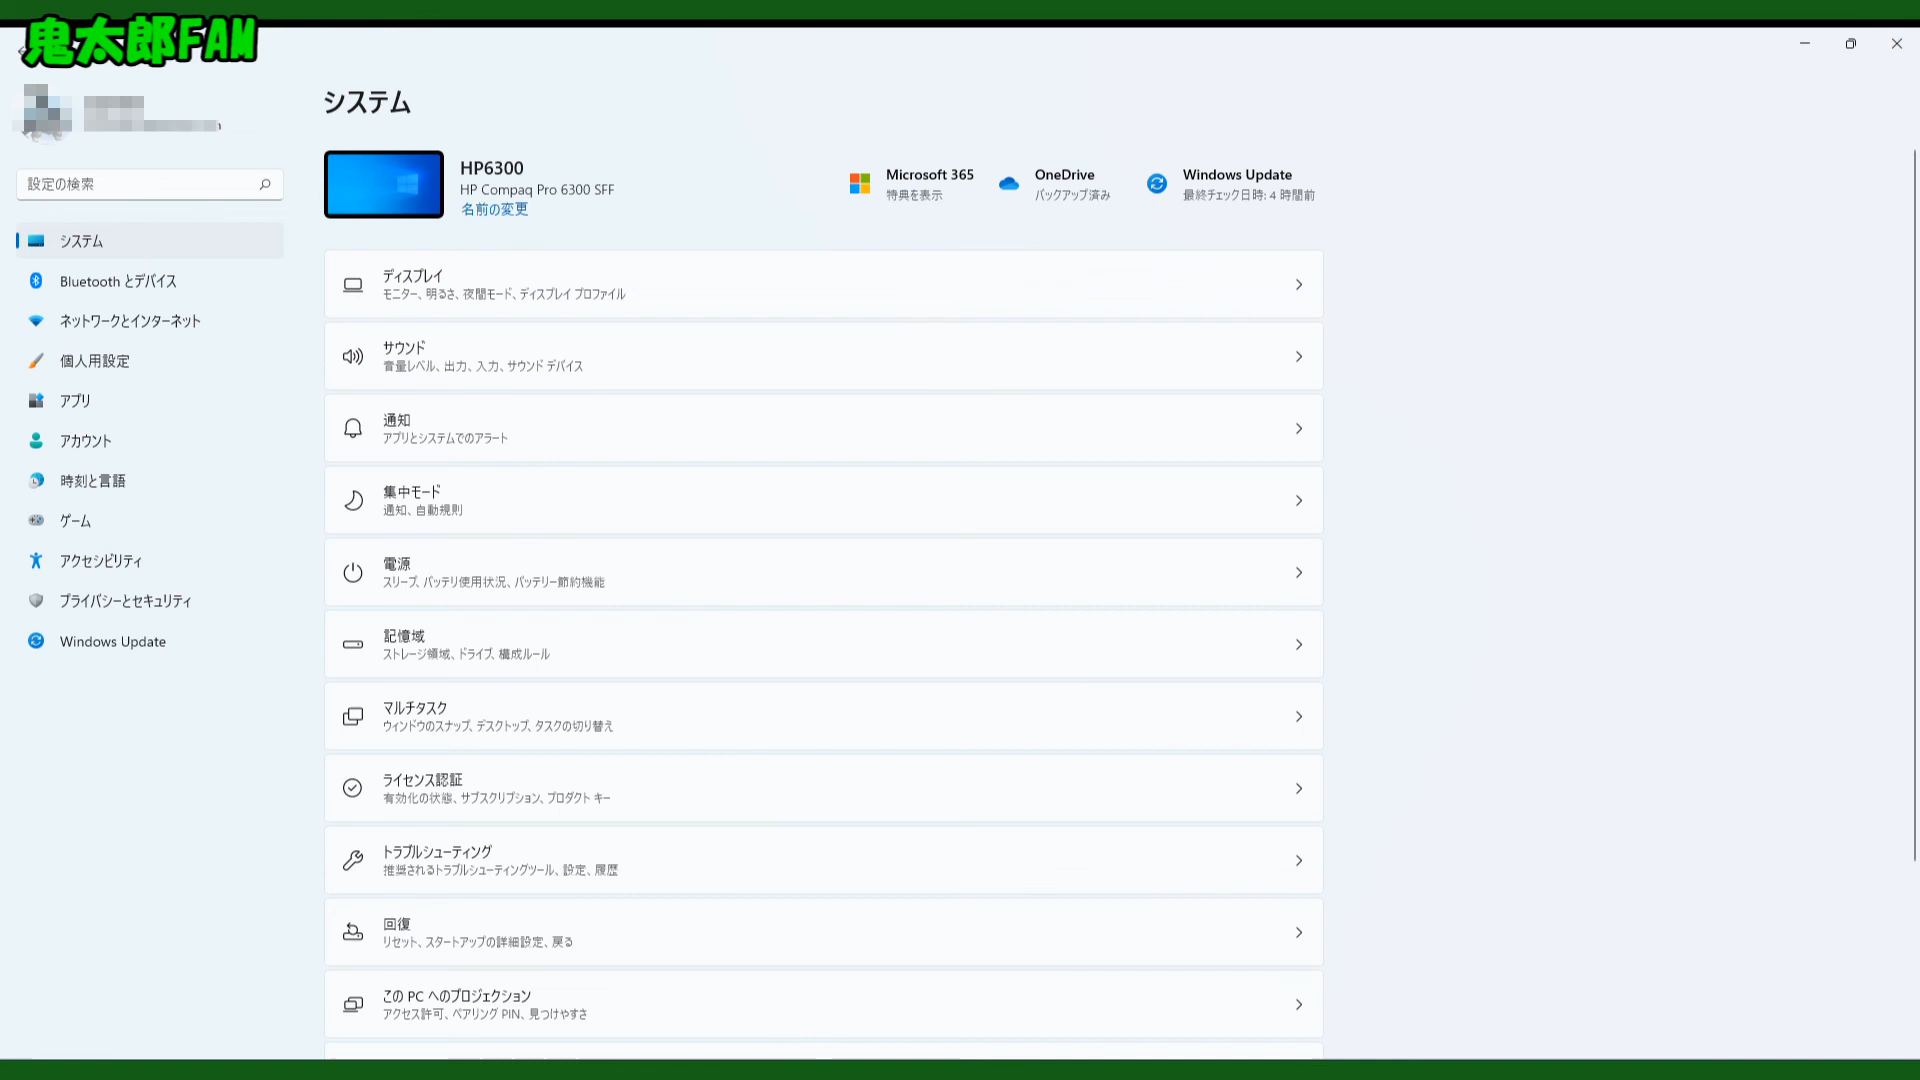 鬼太郎FAM
設定の検索
システム
Bluetooth とデバイス
ネットワークとインターネット
個人用設定
アプリ
アカウント
時刻と言語
ゲーム
アクセシビリティ
プライバシーとセキュリティ
Windows Update
システム
HP6300
HP Compaq Pro 6300 SFF
名前の変更
Microsoft 365
特典を表示
OneDrive
バックアップ済み
Windows Update
最終チェック日時: 4 時間前
ディスプレイ
モニター、明るさ、夜間モード、ディスプレイ プロファイル
サウンド
音量レベル、出力、入力、サウンド デバイス
通知
アプリとシステムでのアラート
集中モード
通知、自動規則
電源
スリープ、バッテリ使用状況、バッテリー節約機能
記憶域
ストレージ領域、ドライブ、構成ルール
マルチタスク
ウィンドウのスナップ、デスクトップ、タスクの切り替え
ライセンス認証
有効化の状態、サブスクリプション、プロダクト キー
トラブルシューティング
推奨されるトラブルシューティングツール、設定、履歴
回復
リセット、スタートアップの詳細設定、戻る
この PC へのプロジェクション
アクセス許可、ペアリング PIN、見つけやすさ